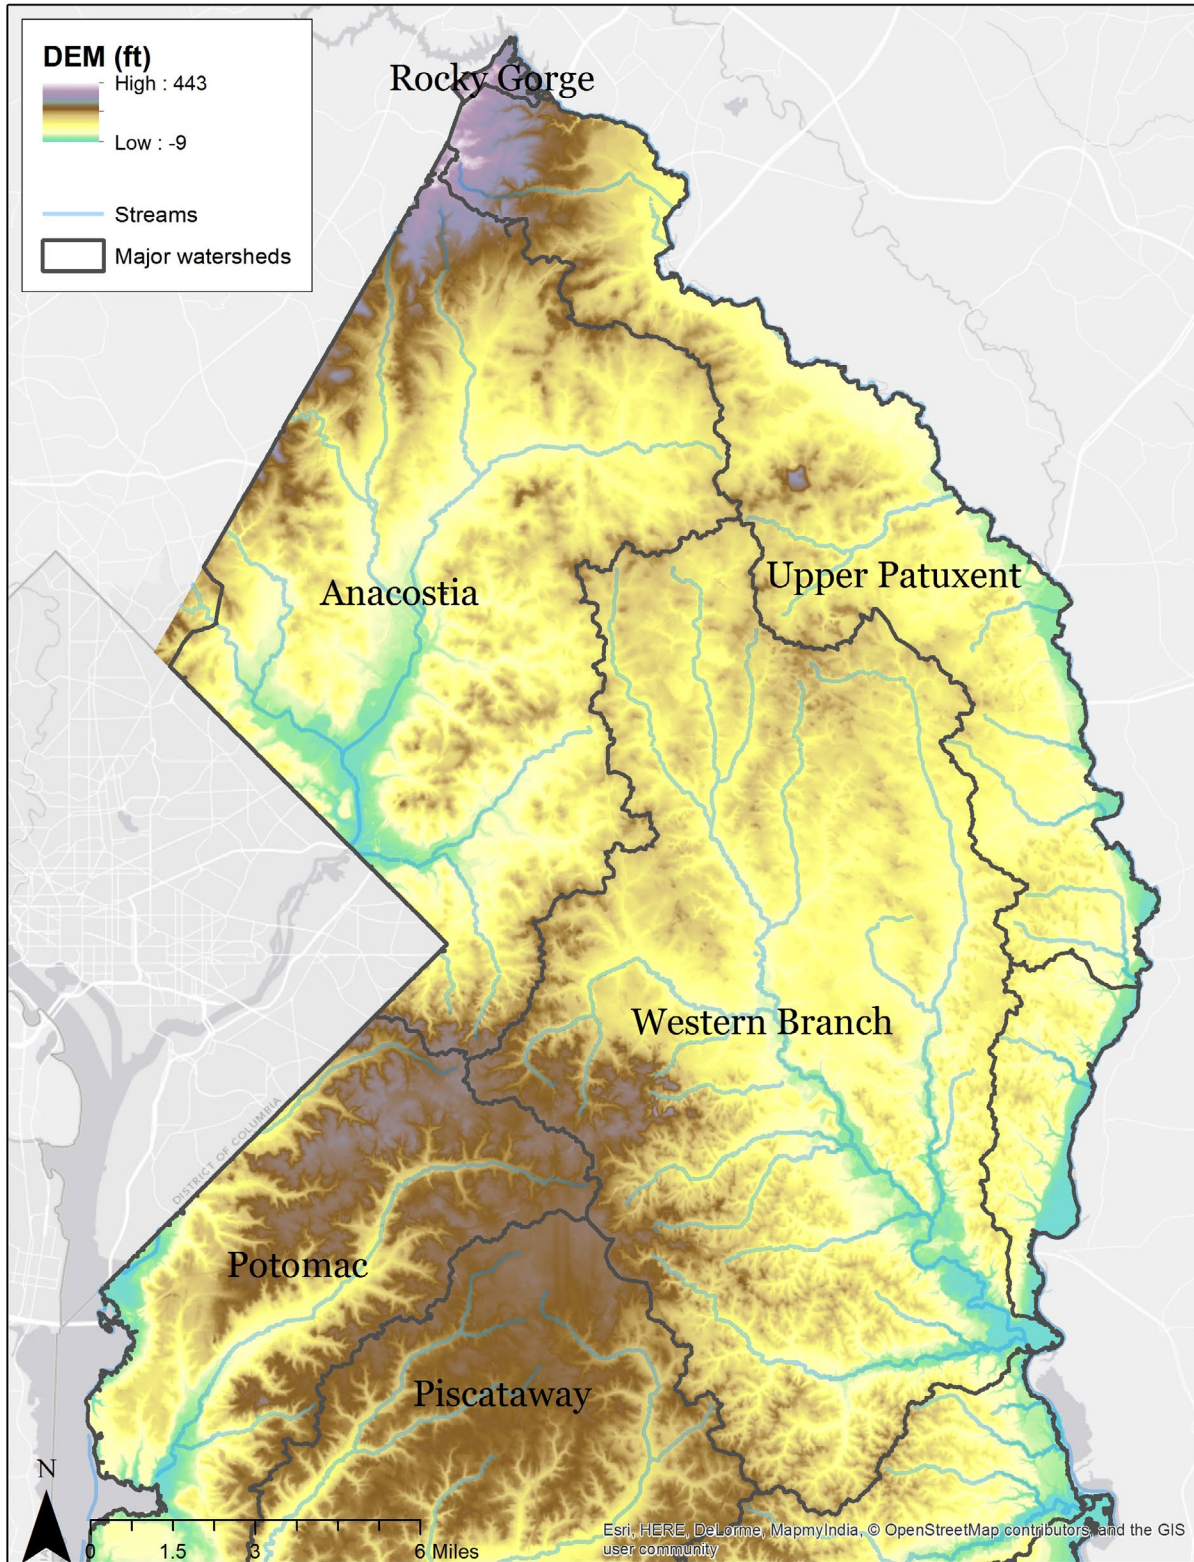 DEM (ft)
High : 443
Low : -9
Streams
Major watersheds
Rocky Gorge
Anacostia
Upper Patuxent
Western Branch
DISTRICT OF COLUMBIA
Potomac
Piscataway
N
0 1.5 3 6 Miles
Esri, HERE, DeLorme, MapmyIndia, © OpenStreetMap contributors, and the GIS
user community